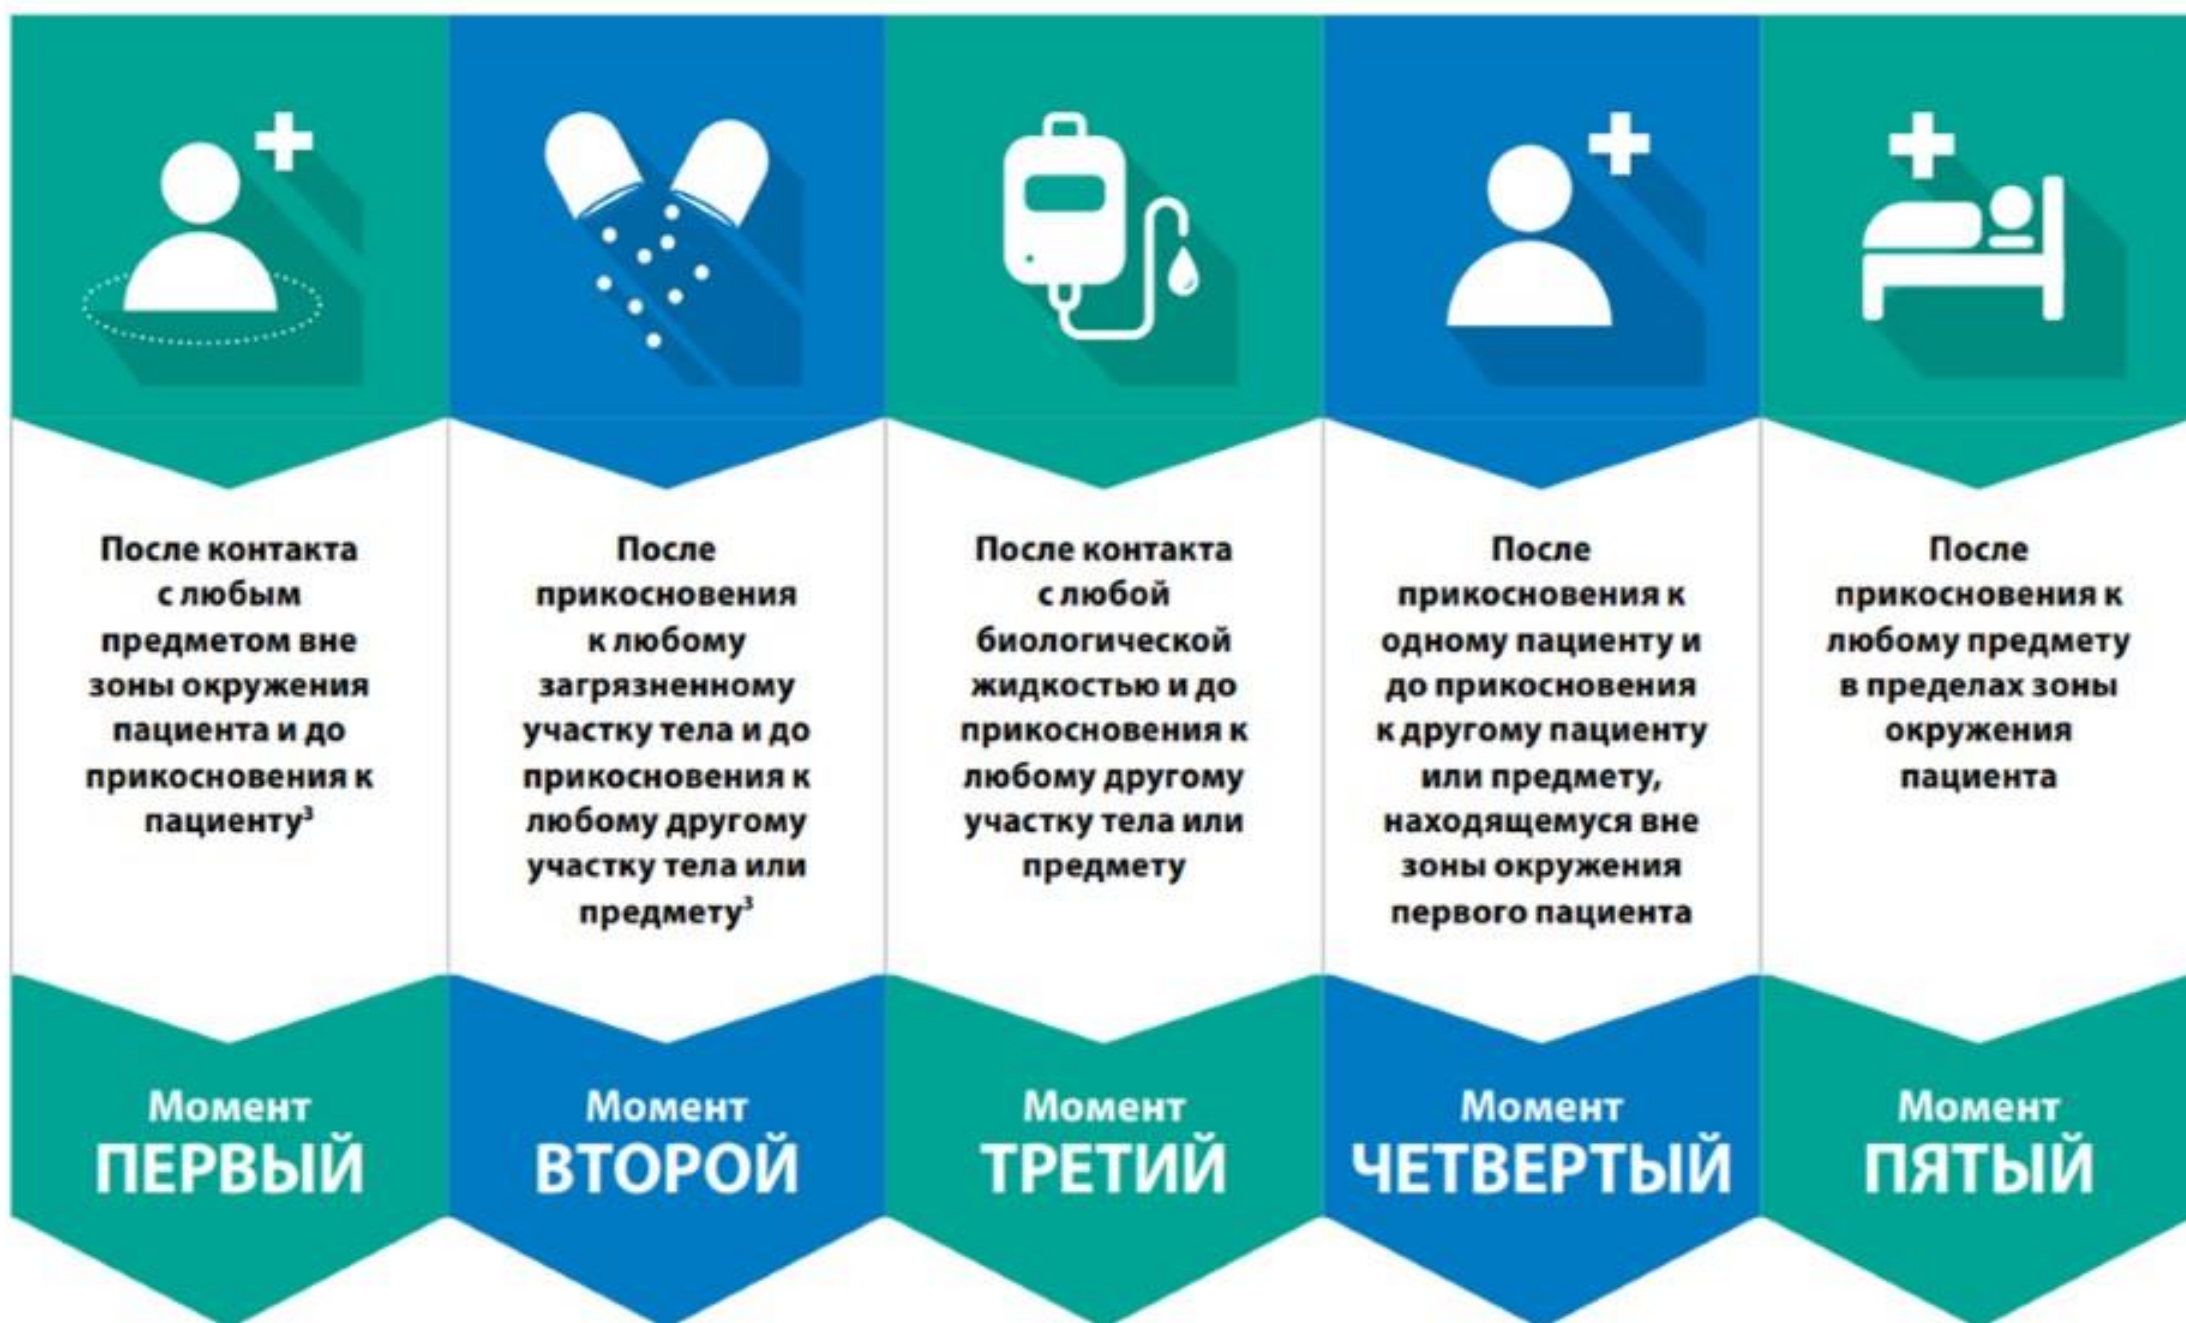 После контакта
с любым
предметом вне
зоны окружения
пациента и до
прикосновения к
пациенту³
После
прикосновения
к любому
загрязненному
участку тела и до
прикосновения к
любому другому
участку тела или
предмету³
После контакта
с любой
биологической
жидкостью и до
прикосновения к
любому другому
участку тела или
предмету
После
прикосновения к
одному пациенту и
до прикосновения
к другому пациенту
или предмету,
находящемуся вне
зоны окружения
первого пациента
После
прикосновения к
любому предмету
в пределах зоны
окружения
пациента
Момент
ПЕРВЫЙ
Момент
ВТОРОЙ
Момент
ТРЕТИЙ
Момент
ЧЕТВЕРТЫЙ
Момент
ПЯТЫЙ